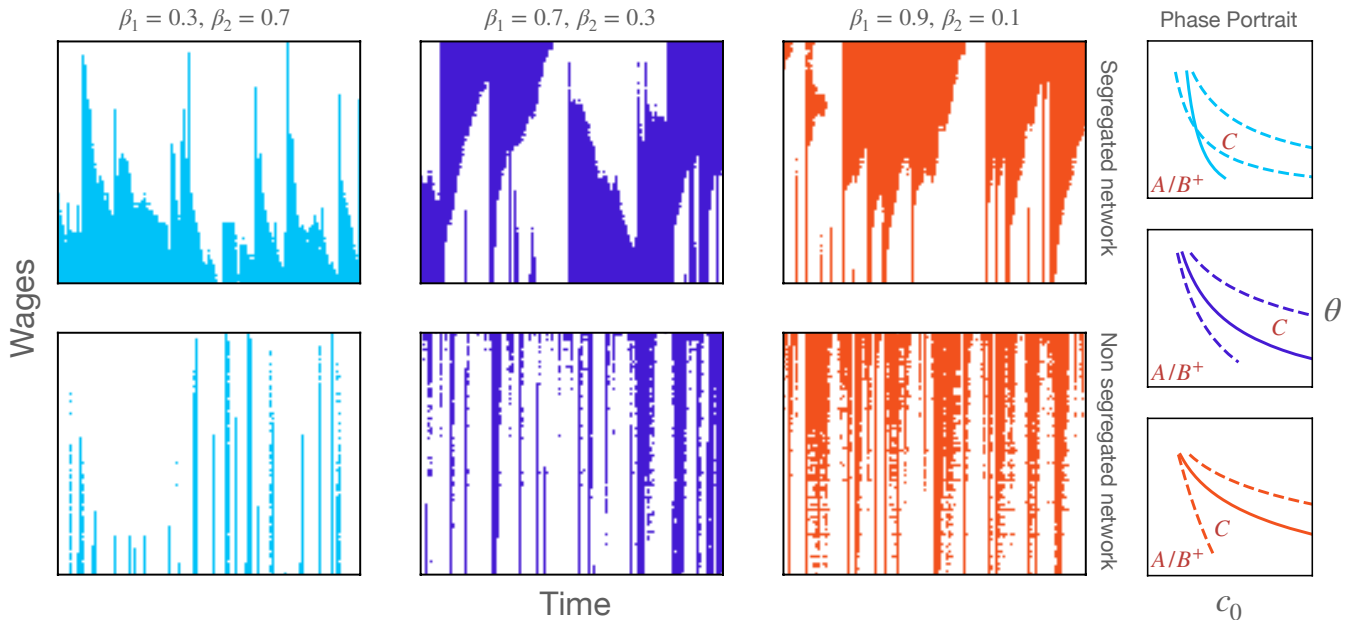 β₁ = 0.3, β₂ = 0.7
β₁ = 0.7, β₂ = 0.3
β₁ = 0.9, β₂ = 0.1
Phase Portrait
Segregated network
Non segregated network
Wages
Time
C
A/B⁺
C
A/B⁺
C
A/B⁺
θ
c₀